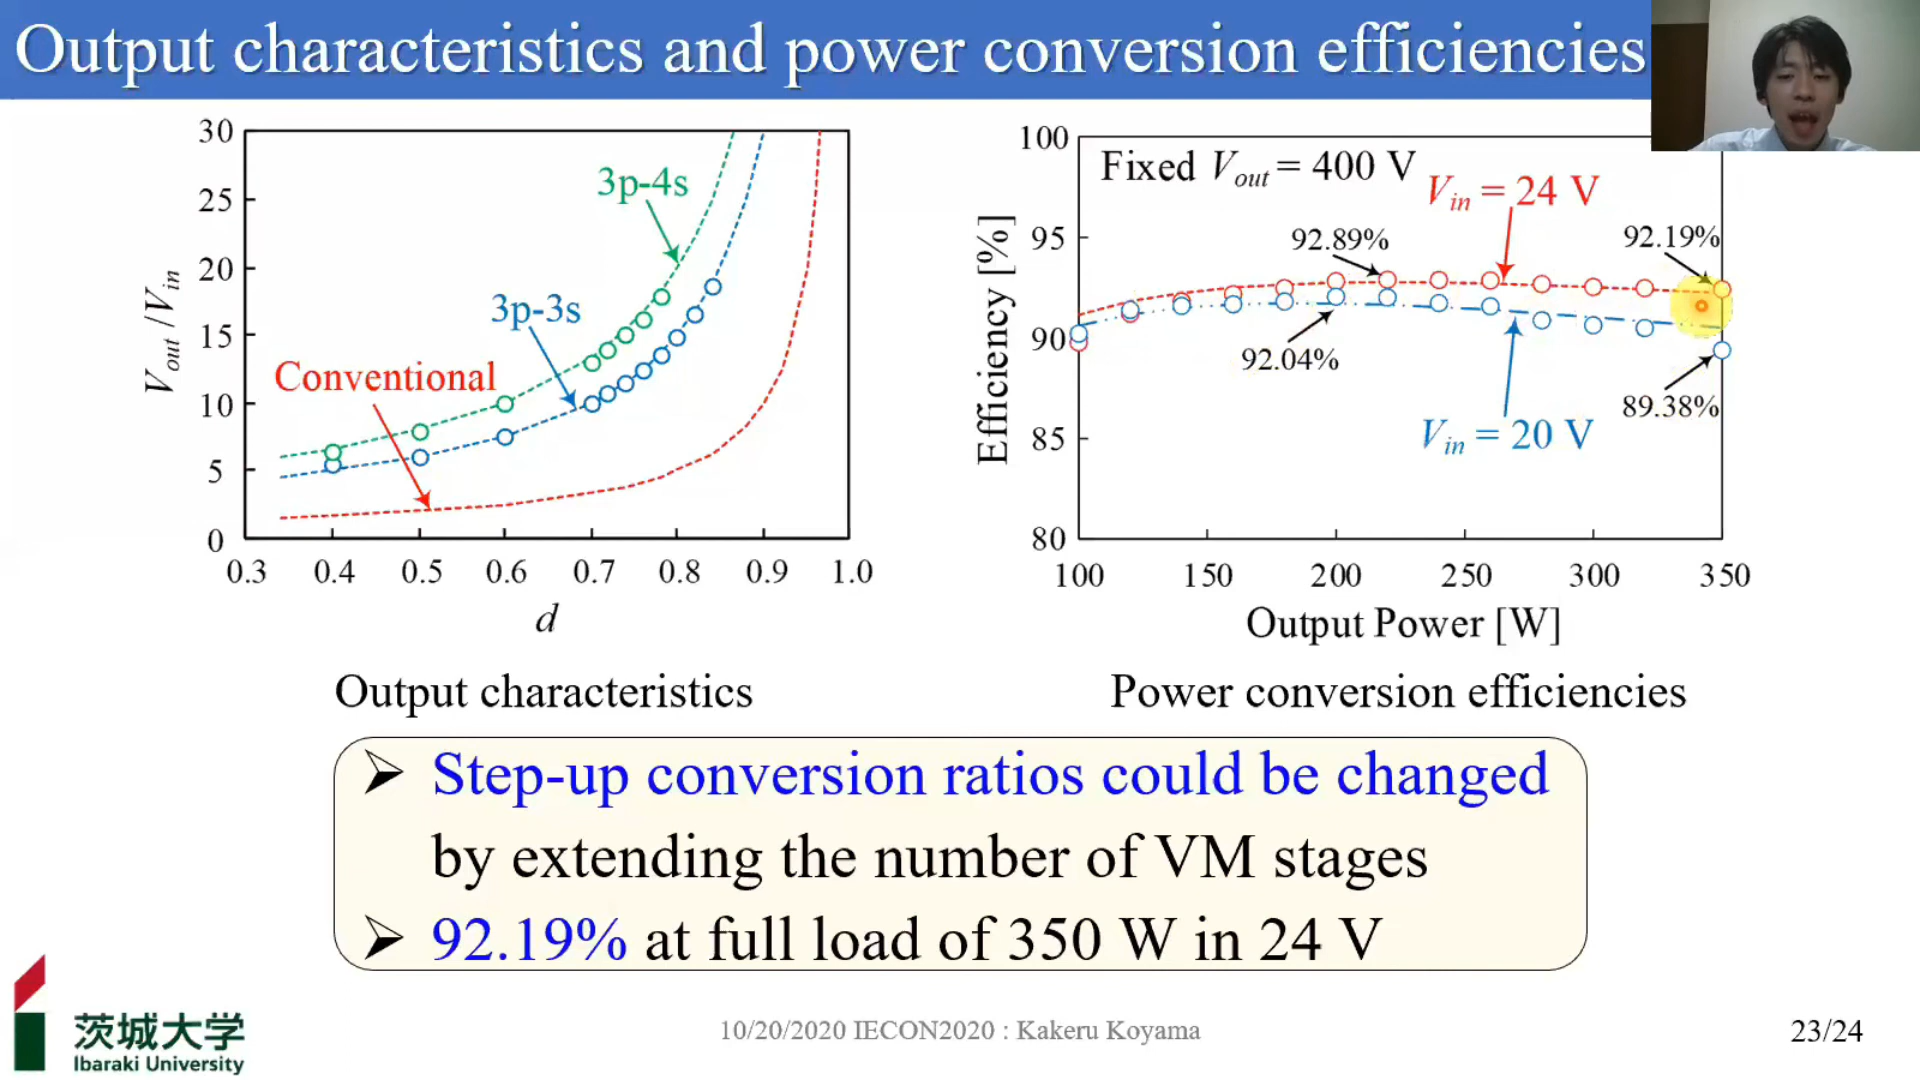 Output characteristics and power conversion efficiencies
30
25
20
15
10
5
0
0.3 0.4 0.5 0.6 0.7 0.8 0.9 1.0
Vout /Vin
d
3p-4s
3p-3s
Conventional
Output characteristics
100
95
90
85
80
100 150 200 250 300 350
Efficiency [%]
Output Power [W]
Fixed Vout = 400 V
Vin = 24 V
92.89%
92.19%
92.04%
89.38%
Vin = 20 V
Power conversion efficiencies
➢ Step-up conversion ratios could be changed
by extending the number of VM stages
➢ 92.19% at full load of 350 W in 24 V
茨城大学
Ibaraki University
10/20/2020 IECON2020 : Kakeru Koyama
23/24